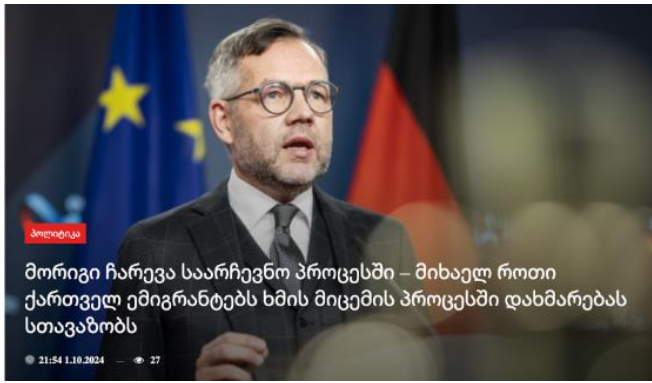 პოლიტიკა
მორიგი ჩარევა საარჩევნო პროცესში – მიხაელ როთი
ქართველ ემიგრანტებს ხმის მიცემის პროცესში დახმარებას
სთავაზობს
21:54 1.10.2024 — 27